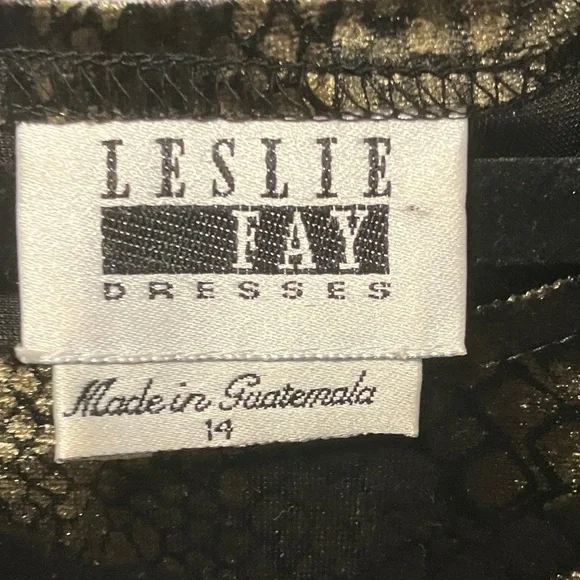 LESLIE
FAY
DRESSES
Made in Guatemala
14